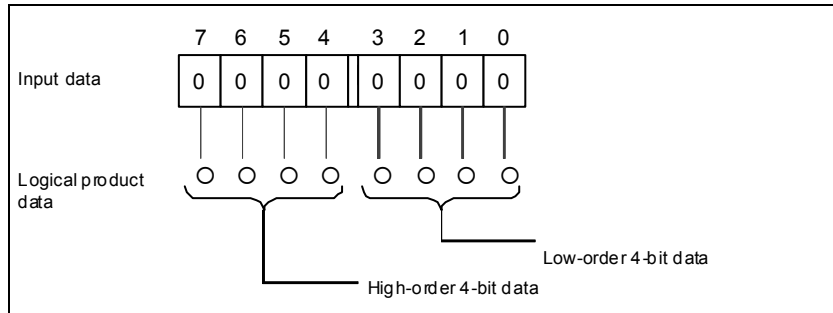 7 6 5 4 3 2 1 0
Input data 0 0 0 0 0 0 0 0
Logical product
data
Low-order 4-bit data
High-order 4-bit data